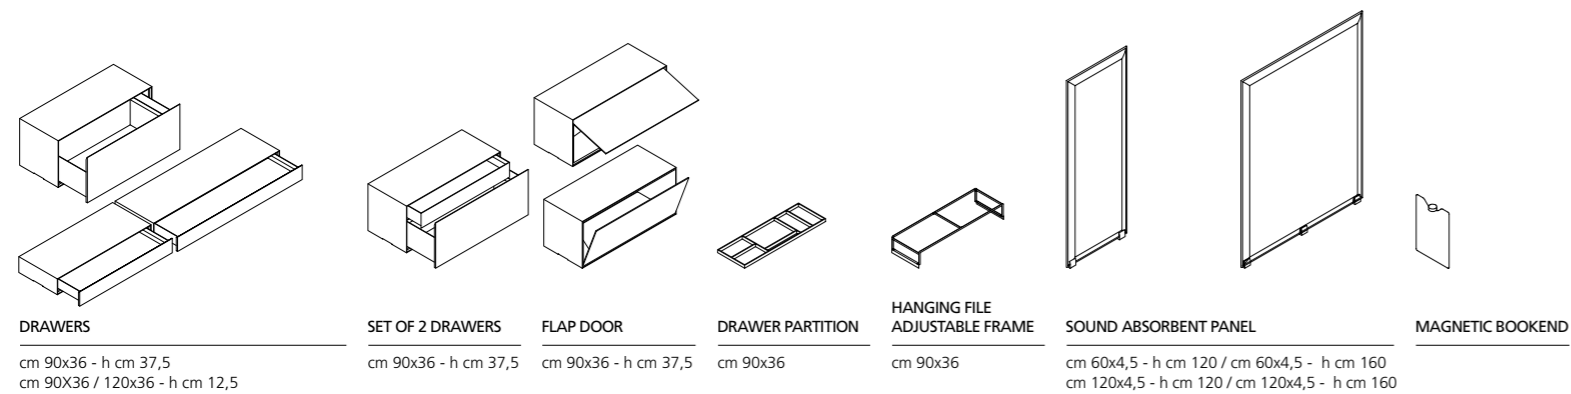 DRAWERS
cm 90x36 - h cm 37,5
cm 90X36 / 120x36 - h cm 12,5
SET OF 2 DRAWERS
cm 90x36 - h cm 37,5
FLAP DOOR
cm 90x36 - h cm 37,5
DRAWER PARTITION
cm 90x36
HANGING FILE
ADJUSTABLE FRAME
cm 90x36
SOUND ABSORBENT PANEL
cm 60x4,5 - h cm 120 / cm 60x4,5 - h cm 160
cm 120x4,5 - h cm 120 / cm 120x4,5 - h cm 160
MAGNETIC BOOKEND